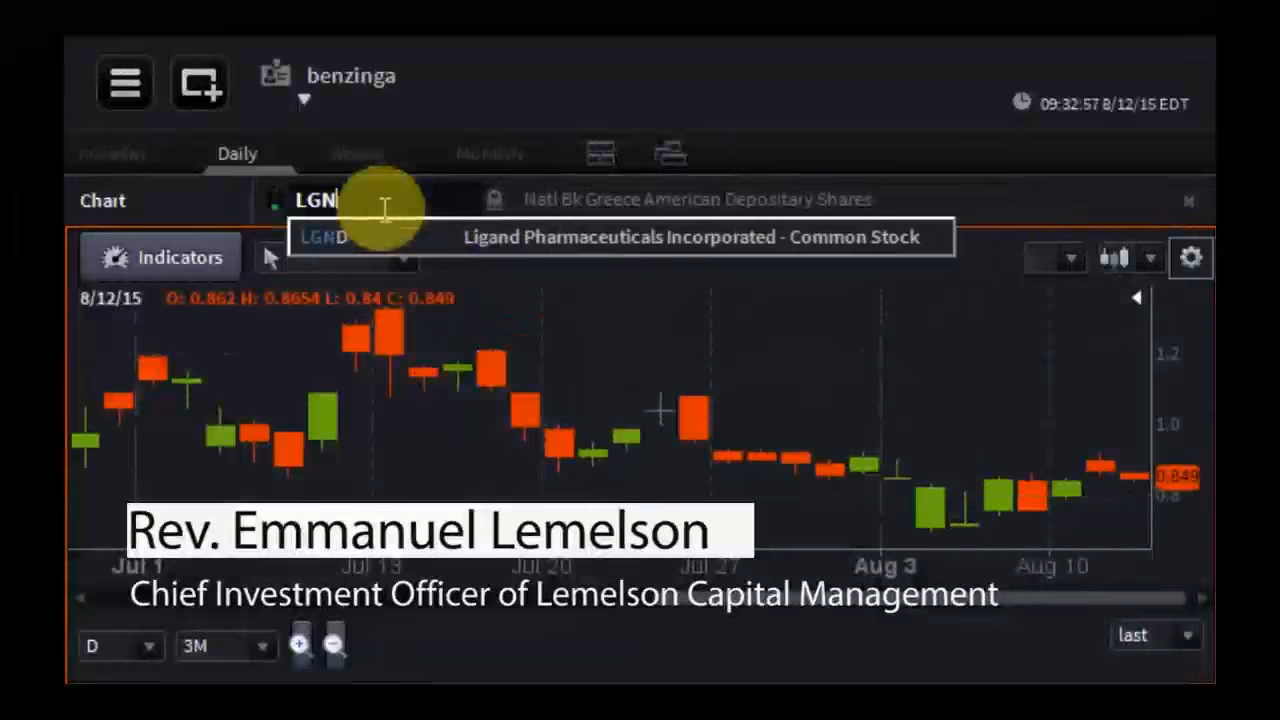 benzinga
09:32:57 8/12/15 EDT
Daily
Monthly
Chart
LGN
Natl Bk Greece American Depositary Shares
LGND Ligand Pharmaceuticals Incorporated - Common Stock
Indicators
8/12/15 O: 0.862 H: 0.8654 L: 0.84 C: 0.849
1.2
1.0
0.849
0.8
Rev. Emmanuel Lemelson
Jul 1 Jul 13 Jul 20 Jul 27 Aug 3 Aug 10
Chief Investment Officer of Lemelson Capital Management
D 3M last